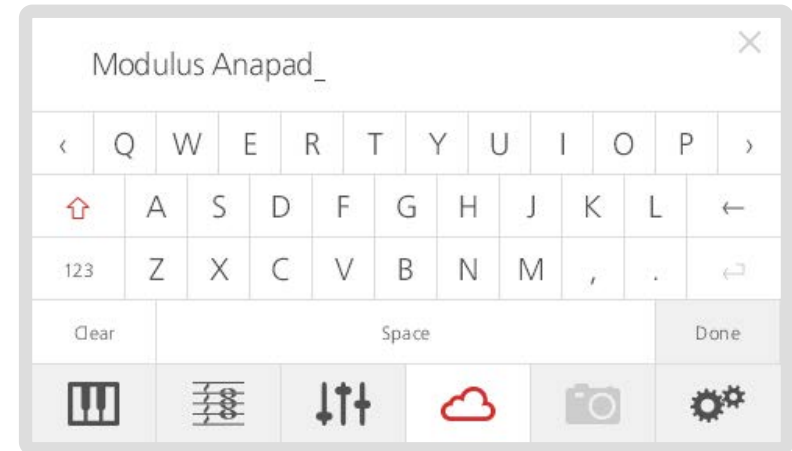 Modulus Anapad_
‹ Q W E R T Y U I O P ›
A S D F G H J K L ←
123 Z X C V B N M , .
Clear Space Done